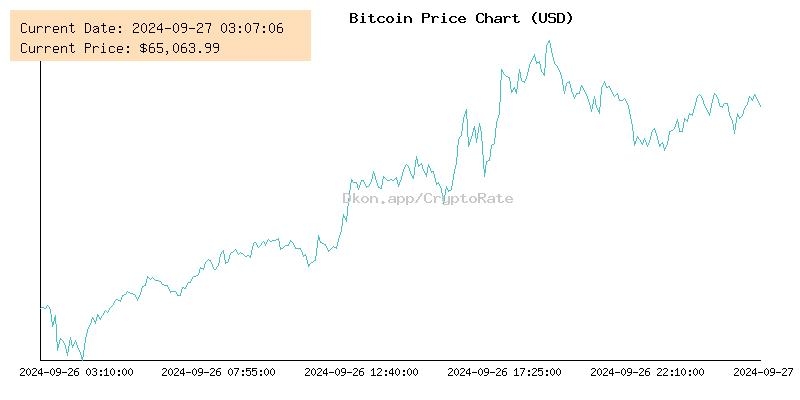 Bitcoin Price Chart (USD)
Current Date: 2024-09-27 03:07:06
Current Price: $65,063.99
Dkon.app/CryptoRate
2024-09-26 03:10:00
2024-09-26 07:55:00
2024-09-26 12:40:00
2024-09-26 17:25:00
2024-09-26 22:10:00
2024-09-27